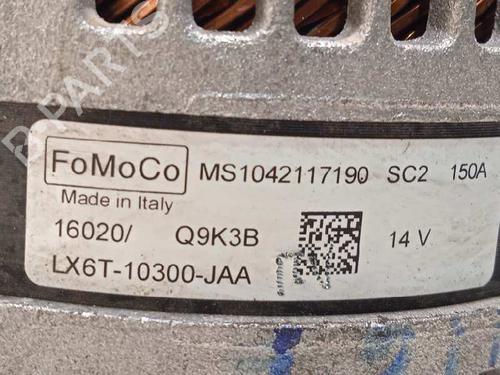 B PARTS
FoMoCo MS1042117190 SC2 150A
Made in Italy
16020/ Q9K3B 14 V
LX6T-10300-JAA